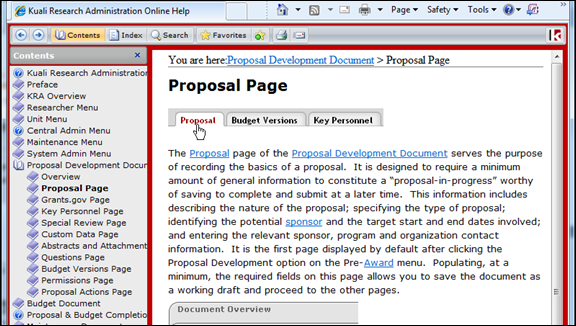 Kuali Research Administration Online Help
Page
Safety
Tools
Contents
Index
Search
Favorites
Contents
Kuali Research Administration
Preface
KRA Overview
Researcher Menu
Unit Menu
Central Admin Menu
Maintenance Menu
System Admin Menu
Proposal Development Docum
Overview
Proposal Page
Grants.gov Page
Key Personnel Page
Special Review Page
Custom Data Page
Abstracts and Attachment
Questions Page
Budget Versions Page
Permissions Page
Proposal Actions Page
Budget Document
Proposal & Budget Completio
You are here:Proposal Development Document > Proposal Page
Proposal Page
Proposal
Budget Versions
Key Personnel
The Proposal page of the Proposal Development Document serves the purpose
of recording the basics of a proposal. It is designed to require a minimum
amount of general information to constitute a “proposal-in-progress” worthy
of saving to complete and submit at a later time. This information includes
describing the nature of the proposal; specifying the type of proposal;
identifying the potential sponsor and the target start and end dates involved;
and entering the relevant sponsor, program and organization contact
information. It is the first page displayed by default after clicking the
Proposal Development option on the Pre-Award menu. Populating, at a
minimum, the required fields on this page allows you to save the document as
a working draft and proceed to the other pages.
Document Overview